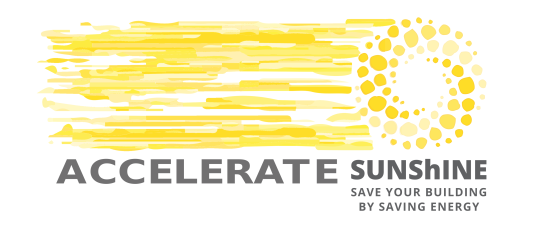 ACCELERATE SUNShINE
SAVE YOUR BUILDING
BY SAVING ENERGY